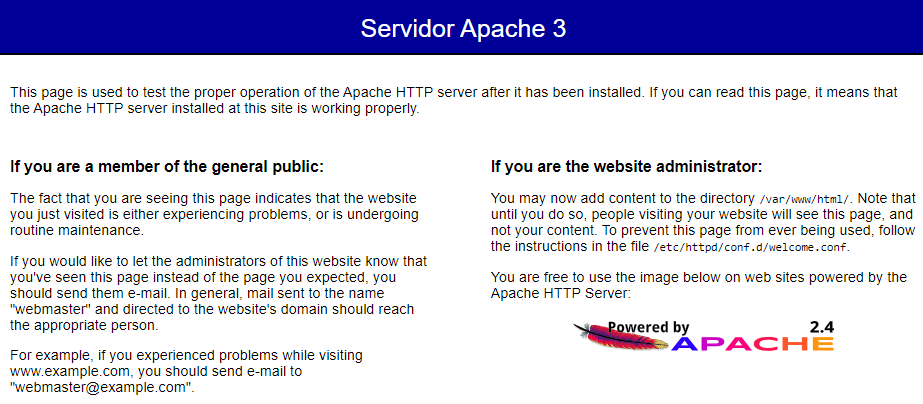 Servidor Apache 3
This page is used to test the proper operation of the Apache HTTP server after it has been installed. If you can read this page, it means that
the Apache HTTP server installed at this site is working properly.
If you are a member of the general public:
The fact that you are seeing this page indicates that the website
you just visited is either experiencing problems, or is undergoing
routine maintenance.
If you would like to let the administrators of this website know that
you've seen this page instead of the page you expected, you
should send them e-mail. In general, mail sent to the name
"webmaster" and directed to the website's domain should reach
the appropriate person.
For example, if you experienced problems while visiting
www.example.com, you should send e-mail to
"webmaster@example.com".
If you are the website administrator:
You may now add content to the directory /var/www/html/. Note that
until you do so, people visiting your website will see this page, and
not your content. To prevent this page from ever being used, follow
the instructions in the file /etc/httpd/conf.d/welcome.conf.
You are free to use the image below on web sites powered by the
Apache HTTP Server:
Powered by 2.4
APACHE